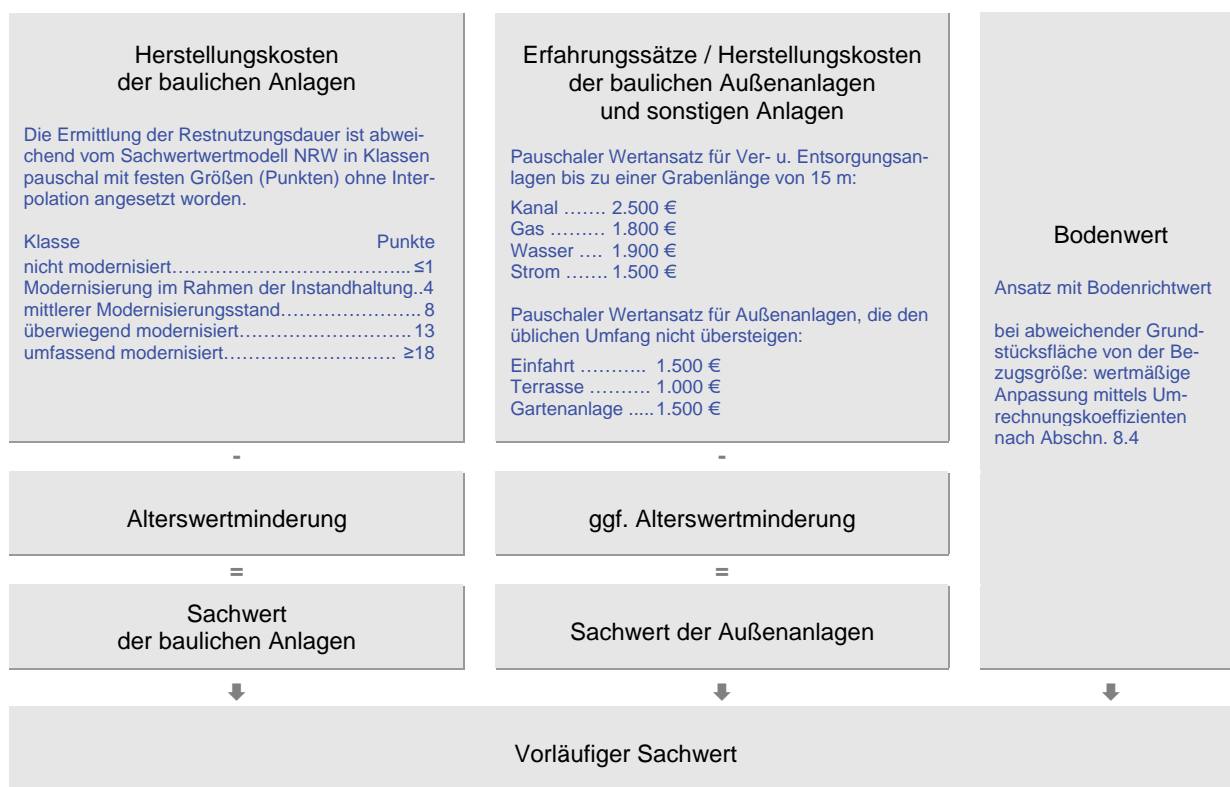 Herstellungskosten
der baulichen Anlagen
Die Ermittlung der Restnutzungsdauer ist abwei-
chend vom Sachwertwertmodell NRW in Klassen
pauschal mit festen Größen (Punkten) ohne Inter-
polation angesetzt worden.
Klasse Punkte
nicht modernisiert……………………………... ≤1
Modernisierung im Rahmen der Instandhaltung..4
mittlerer Modernisierungsstand………………….. 8
überwiegend modernisiert……………………….. 13
umfassend modernisiert………………………. ≥18
-
Alterswertminderung
=
Sachwert
der baulichen Anlagen
Erfahrungssätze / Herstellungskosten
der baulichen Außenanlagen
und sonstigen Anlagen
Pauschaler Wertansatz für Ver- u. Entsorgungsan-
lagen bis zu einer Grabenlänge von 15 m:
Kanal ……. 2.500 €
Gas ……… 1.800 €
Wasser …. 1.900 €
Strom ……. 1.500 €
Pauschaler Wertansatz für Außenanlagen, die den
üblichen Umfang nicht übersteigen:
Einfahrt ……….. 1.500 €
Terrasse ………. 1.000 €
Gartenanlage ..... 1.500 €
-
ggf. Alterswertminderung
=
Sachwert der Außenanlagen
Bodenwert
Ansatz mit Bodenrichtwert
bei abweichender Grund-
stücksfläche von der Be-
zugsgröße: wertmäßige
Anpassung mittels Um-
rechnungskoeffizienten
nach Abschn. 8.4
Vorläufiger Sachwert